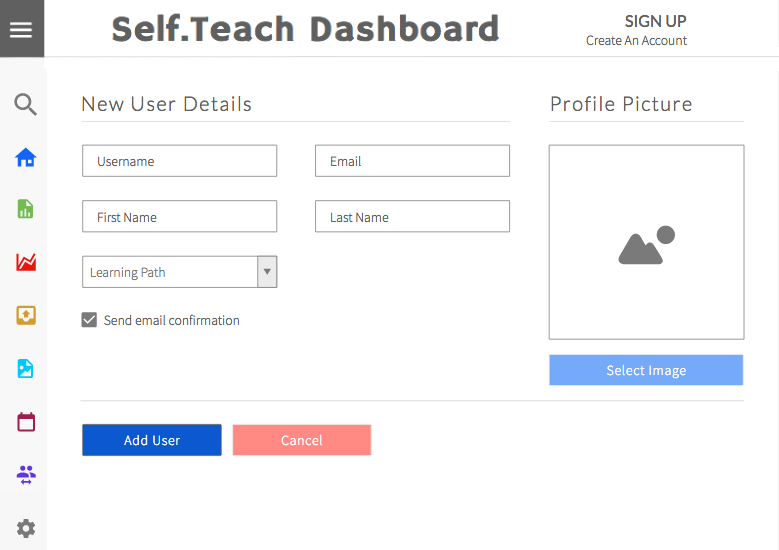 Self.Teach Dashboard
SIGN UP
Create An Account
New User Details
Profile Picture
Username
Email
First Name
Last Name
Learning Path
Send email confirmation
Select Image
Add User
Cancel